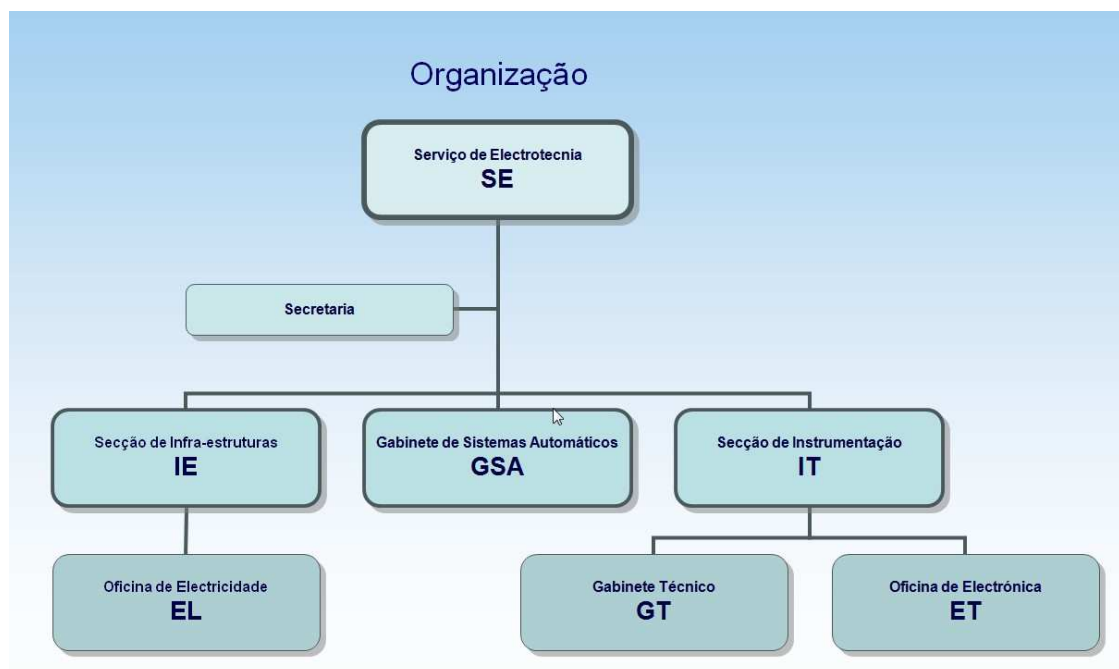 Organização
Serviço de Electrotecnia
SE
Secretaria
Secção de Infra-estruturas
IE
Gabinete de Sistemas Automáticos
GSA
Secção de Instrumentação
IT
Oficina de Electricidade
EL
Gabinete Técnico
GT
Oficina de Electrónica
ET